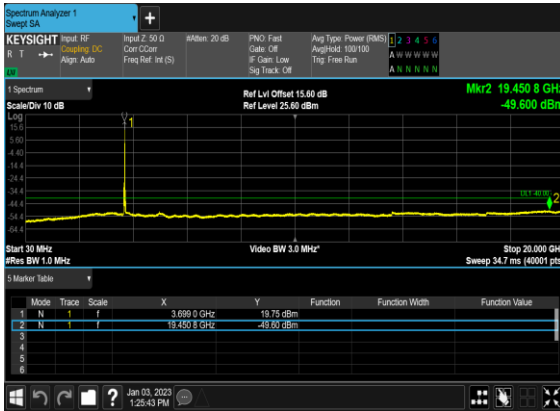 Spectrum Analyzer 1
Swept SA
+
KEYSIGHT Input: RF Input Z: 50 Ω #Atten: 20 dB PNO: Fast Avg Type: Power (RMS) 1 2 3 4 5 6
R T Coupling: DC Corr CCorr Gate: Off Avg|Hold: 100/100 A W W W W W
Align: Auto Freq Ref: Int (S) IF Gain: Low Trig: Free Run
Sig Track: Off A N N N N N
1 Spectrum
Ref Lvl Offset 15.60 dB Mkr2 19.450 8 GHz
Scale/Div 10 dB Ref Level 25.60 dBm -49.600 dBm
Log
15.6
5.60
-4.40
-14.4
-24.4
-34.4
-44.4
-54.4
-64.4
1
DL1 -40.00
2
Start 30 MHz Video BW 3.0 MHz* Stop 20.000 GHz
#Res BW 1.0 MHz Sweep 34.7 ms (40001 pts)
5 Marker Table
Mode Trace Scale X Y Function Function Width Function Value
1 N 1 f 3.699 0 GHz 19.75 dBm
2 N 1 f 19.450 8 GHz -49.60 dBm
3
4
5
6
? Jan 03, 2023
1:25:43 PM